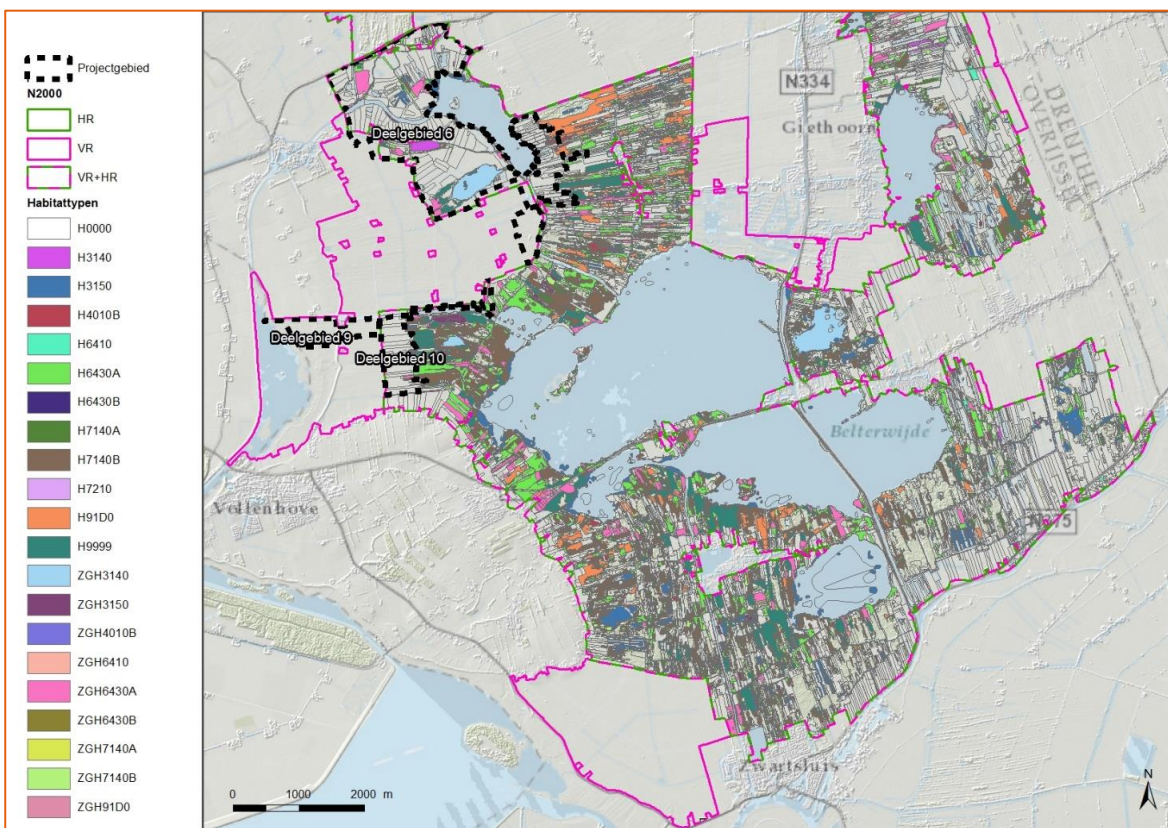 Projectgebied
N2000
HR
VR
VR+HR
Habitattypen
H0000
H3140
H3150
H4010B
H6410
H6430A
H6430B
H7140A
H7140B
H7210
H91D0
H9999
ZGH3140
ZGH3150
ZGH4010B
ZGH6410
ZGH6430A
ZGH6430B
ZGH7140A
ZGH7140B
ZGH91D0
N334
Giethoorn
DRENTHE
OVERIJSSEL
Deelgebied 6
Deelgebied 9
Deelgebied 10
Belterwijde
Vollenhove
Zwartsluis
0 1000 2000 m
N